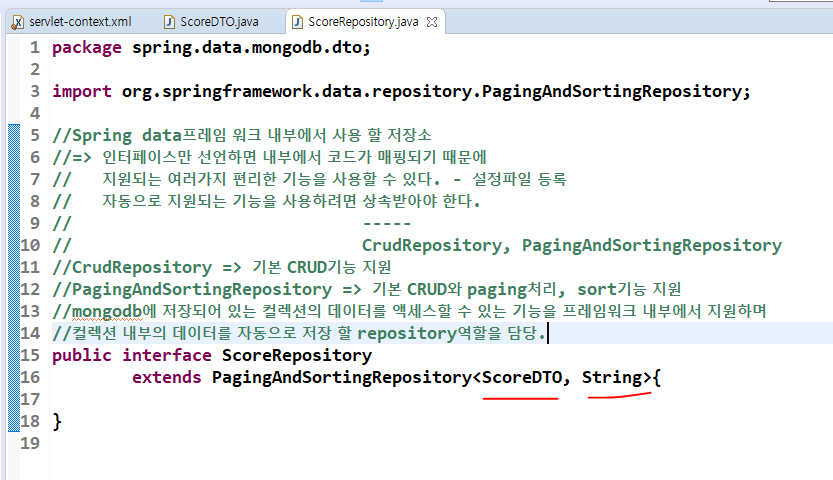 servlet-context.xml ScoreDTO.java ScoreRepository.java
1 package spring.data.mongodb.dto;
2
3 import org.springframework.data.repository.PagingAndSortingRepository;
4
5 //Spring data프레임 워크 내부에서 사용 할 저장소
6 //=> 인터페이스만 선언하면 내부에서 코드가 매핑되기 때문에
7 //   지원되는 여러가지 편리한 기능을 사용할 수 있다. - 설정파일 등록
8 //   자동으로 지원되는 기능을 사용하려면 상속받아야 한다.
9 //                             -----
10 //                             CrudRepository, PagingAndSortingRepository
11 //CrudRepository => 기본 CRUD기능 지원
12 //PagingAndSortingRepository => 기본 CRUD와 paging처리, sort기능 지원
13 //mongodb에 저장되어 있는 컬렉션의 데이터를 액세스할 수 있는 기능을 프레임워크 내부에서 지원하며
14 //컬렉션 내부의 데이터를 자동으로 저장 할 repository역할을 담당.
15 public interface ScoreRepository
16         extends PagingAndSortingRepository<ScoreDTO, String>{
17
18 }
19